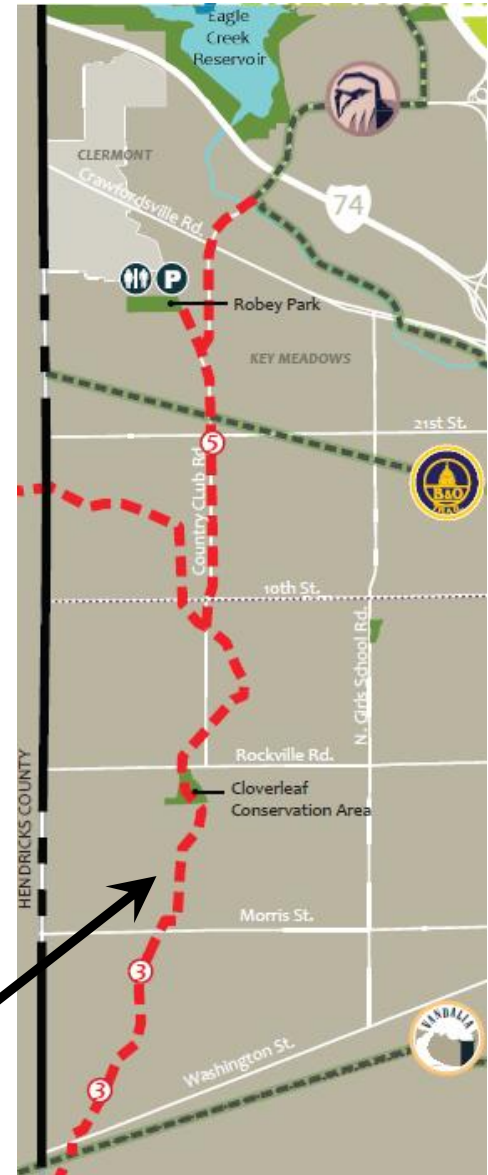 Eagle
Creek
Reservoir
CLERMONT
Crawfordsville Rd.
74
P
Robey Park
KEY MEADOWS
21st St.
5
B&O
TRAIL
Country Club Rd
10th St.
N. Girls School Rd.
Rockville Rd.
Cloverleaf
Conservation Area
HENDRICKS COUNTY
Morris St.
3
VANDALIA
Washington St.
3